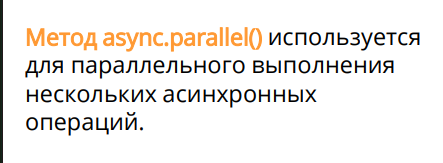 Метод async.parallel() используется
для параллельного выполнения
нескольких асинхронных
операций.